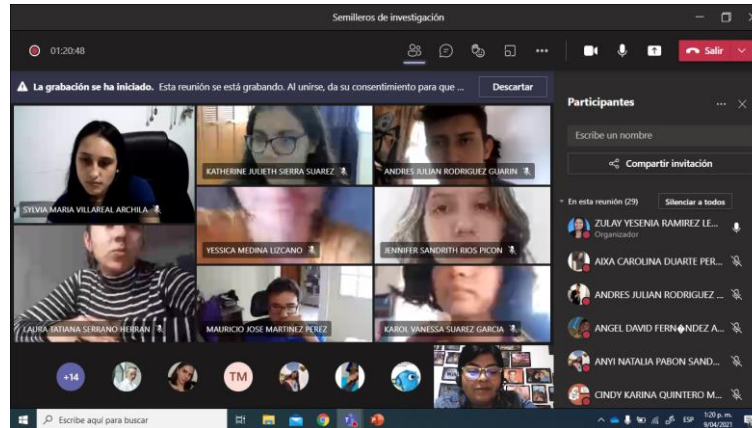 Semilleros de investigación
01:20:48
Salir
La grabación se ha iniciado. Esta reunión se está grabando. Al unirse, da su consentimiento para que ...
Descartar
Participantes
Escribe un nombre
Compartir invitación
En esta reunión (29)
Silenciar a todos
ZULAY YESENIA RAMIREZ LE...
Organizador
AIXA CAROLINA DUARTE PER...
ANDRES JULIAN RODRIGUEZ ...
ANGEL DAVID FERN�NDEZ A...
ANYI NATALIA PABON SAND...
CINDY KARINA QUINTERO M...
SYLVIA MARIA VILLAREAL ARCHILA
KATHERINE JULIETH SIERRA SUAREZ
ANDRES JULIAN RODRIGUEZ GUARIN
YESSICA MEDINA LIZCANO
JENNIFER SANDRITH RIOS PICON
LAURA TATIANA SERRANO HERRAN
MAURICIO JOSE MARTINEZ PEREZ
KAROL VANESSA SUAREZ GARCIA
+14
TM
Escribe aquí para buscar
ESP
1:20 p. m.
9/04/2021